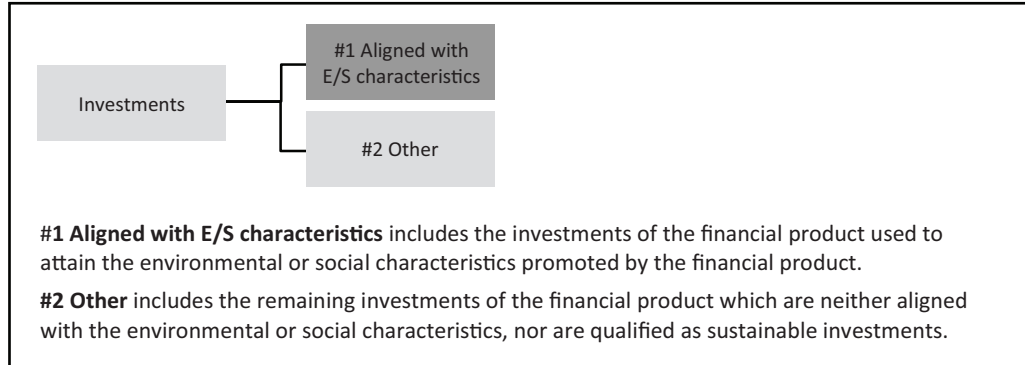 #1 Aligned with
E/S characteristics
Investments
#2 Other
#1 Aligned with E/S characteristics includes the investments of the financial product used to
attain the environmental or social characteristics promoted by the financial product.
#2 Other includes the remaining investments of the financial product which are neither aligned
with the environmental or social characteristics, nor are qualified as sustainable investments.